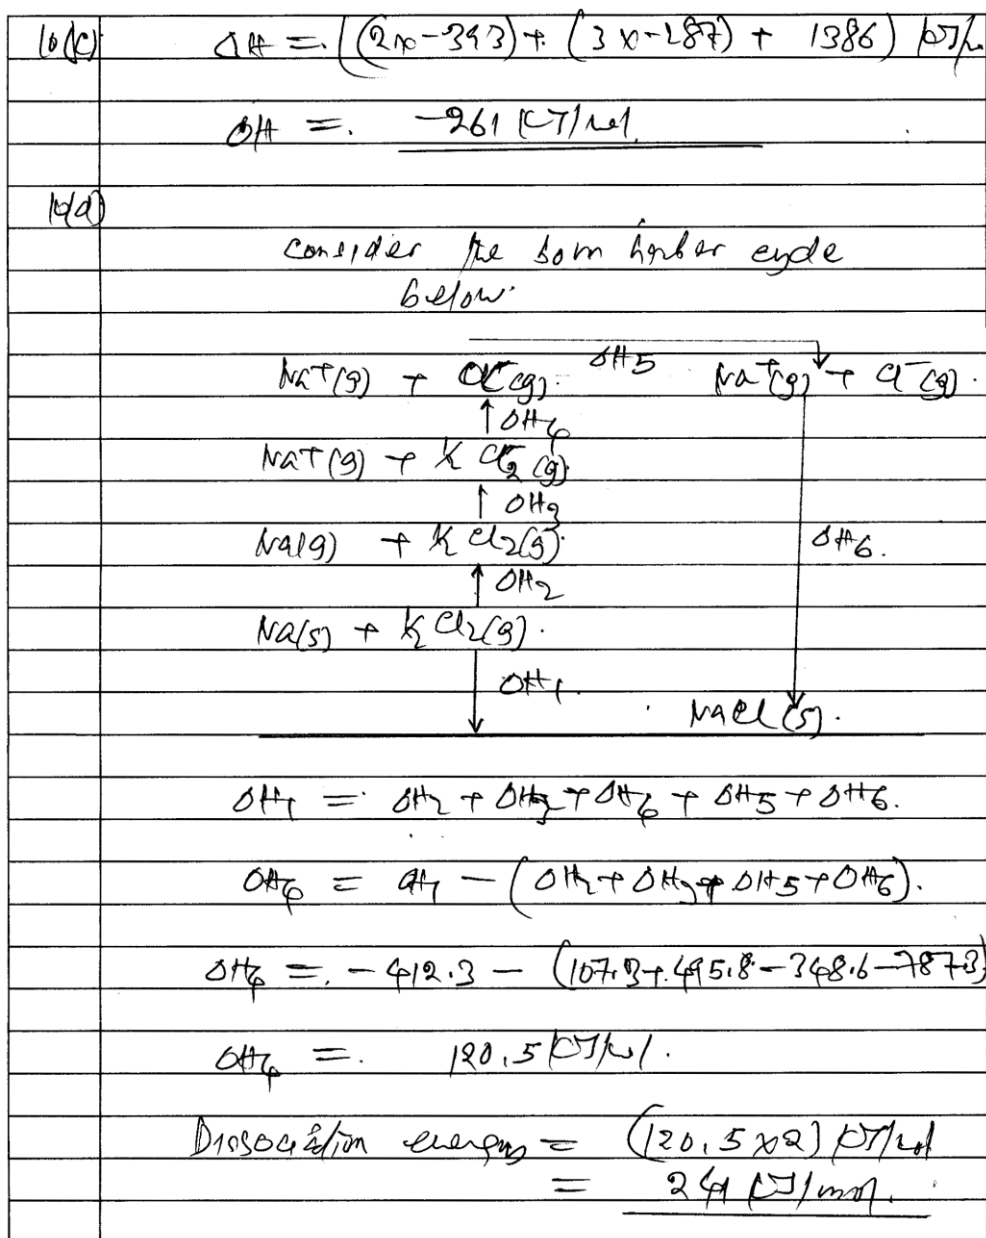 10(c) ΔH = ((2x-393) + (3x-287) + 1386) kJ/
ΔH = -261 kJ/mol
10(d)
consider the born haber cycle
below.
Na+(g) + Cl(g) ΔH5 Na+(g) + Cl-(g).
↑ ΔH4
Na+(g) + ½ Cl2(g)
↑ ΔH3
Na(g) + ½ Cl2(g) ΔH6.
↑ ΔH2
Na(s) + ½ Cl2(g).
ΔH1.
NaCl(s).
ΔH1 = ΔH2 + ΔH3 + ΔH4 + ΔH5 + ΔH6.
ΔH4 = ΔH1 - (ΔH2 + ΔH3 + ΔH5 + ΔH6).
ΔH4 = -412.3 - (107.3 + 495.8 - 348.6 - 787.3)
ΔH4 = 120.5 kJ/mol.
Dissociation energy = (120.5 x2) kJ/mol
= 241 kJ/mol.